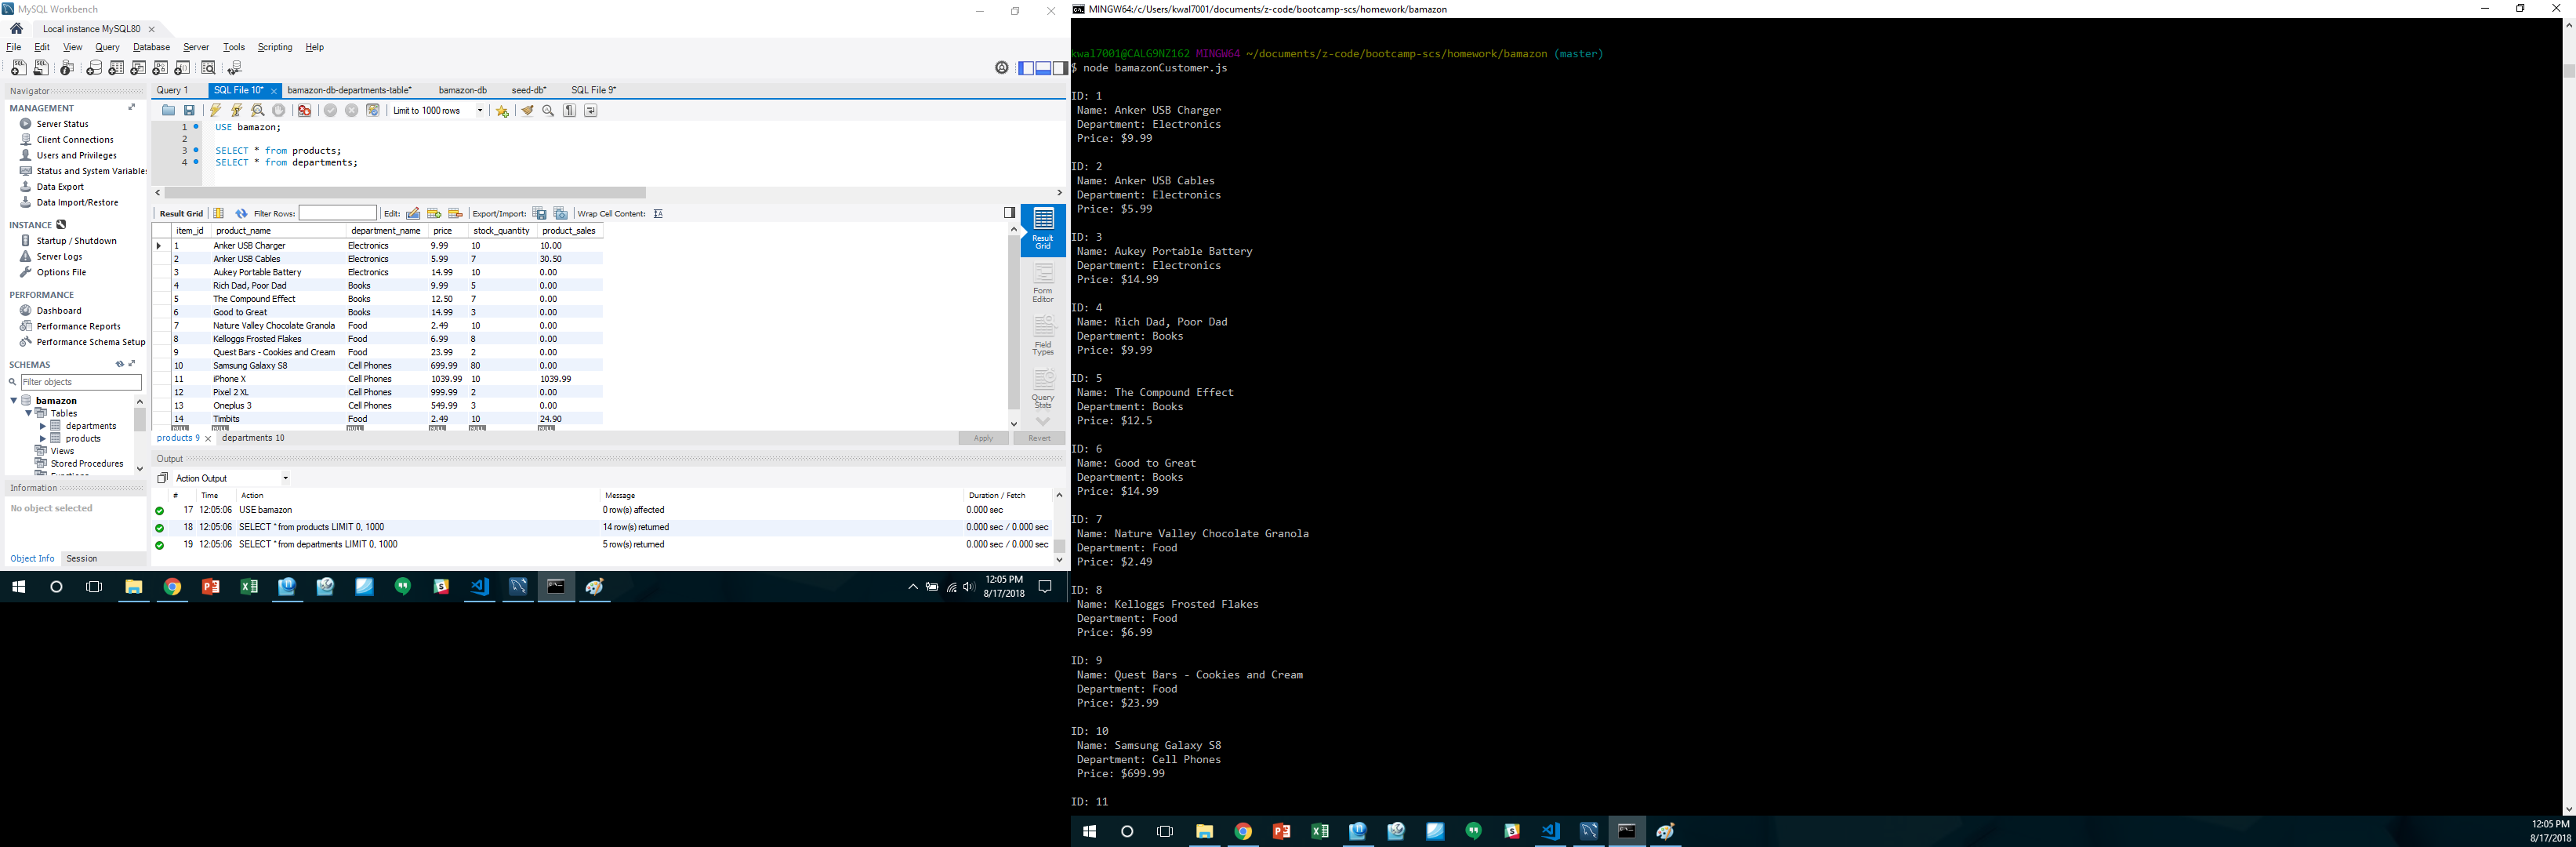 MySQL Workbench
Local instance MySQL80
File Edit View Query Database Server Tools Scripting Help
Navigator
MANAGEMENT
Server Status
Client Connections
Users and Privileges
Status and System Variables
Data Export
Data Import/Restore
INSTANCE
Startup / Shutdown
Server Logs
Options File
PERFORMANCE
Dashboard
Performance Reports
Performance Schema Setup
SCHEMAS
Filter objects
bamazon
Tables
departments
products
Views
Stored Procedures
Functions
Information
No object selected
Object Info Session
Query 1 SQL File 10* bamazon-db-departments-table* bamazon-db seed-db* SQL File 9*
Limit to 1000 rows
1 USE bamazon;
2
3 SELECT * from products;
4 SELECT * from departments;
Result Grid Filter Rows: Edit: Export/Import: Wrap Cell Content:
item_id product_name department_name price stock_quantity product_sales
1 Anker USB Charger Electronics 9.99 10 10.00
2 Anker USB Cables Electronics 5.99 7 30.50
3 Aukey Portable Battery Electronics 14.99 10 0.00
4 Rich Dad, Poor Dad Books 9.99 5 0.00
5 The Compound Effect Books 12.50 7 0.00
6 Good to Great Books 14.99 3 0.00
7 Nature Valley Chocolate Granola Food 2.49 10 0.00
8 Kelloggs Frosted Flakes Food 6.99 8 0.00
9 Quest Bars - Cookies and Cream Food 23.99 2 0.00
10 Samsung Galaxy S8 Cell Phones 699.99 80 0.00
11 iPhone X Cell Phones 1039.99 10 1039.99
12 Pixel 2 XL Cell Phones 999.99 2 0.00
13 Oneplus 3 Cell Phones 549.99 3 0.00
14 Timbits Food 2.49 10 24.90
NULL NULL NULL NULL NULL NULL
Result Grid
Form Editor
Field Types
Query Stats
products 9 departments 10 Apply Revert
Output
Action Output
# Time Action Message Duration / Fetch
17 12:05:06 USE bamazon 0 row(s) affected 0.000 sec
18 12:05:06 SELECT * from products LIMIT 0, 1000 14 row(s) returned 0.000 sec / 0.000 sec
19 12:05:06 SELECT * from departments LIMIT 0, 1000 5 row(s) returned 0.000 sec / 0.000 sec
12:05 PM
8/17/2018
MINGW64:/c/Users/kwal7001/documents/z-code/bootcamp-scs/homework/bamazon
kwal7001@CALG9NZ162 MINGW64 ~/documents/z-code/bootcamp-scs/homework/bamazon (master)
$ node bamazonCustomer.js
ID: 1
Name: Anker USB Charger
Department: Electronics
Price: $9.99
ID: 2
Name: Anker USB Cables
Department: Electronics
Price: $5.99
ID: 3
Name: Aukey Portable Battery
Department: Electronics
Price: $14.99
ID: 4
Name: Rich Dad, Poor Dad
Department: Books
Price: $9.99
ID: 5
Name: The Compound Effect
Department: Books
Price: $12.5
ID: 6
Name: Good to Great
Department: Books
Price: $14.99
ID: 7
Name: Nature Valley Chocolate Granola
Department: Food
Price: $2.49
ID: 8
Name: Kelloggs Frosted Flakes
Department: Food
Price: $6.99
ID: 9
Name: Quest Bars - Cookies and Cream
Department: Food
Price: $23.99
ID: 10
Name: Samsung Galaxy S8
Department: Cell Phones
Price: $699.99
ID: 11
12:05 PM
8/17/2018